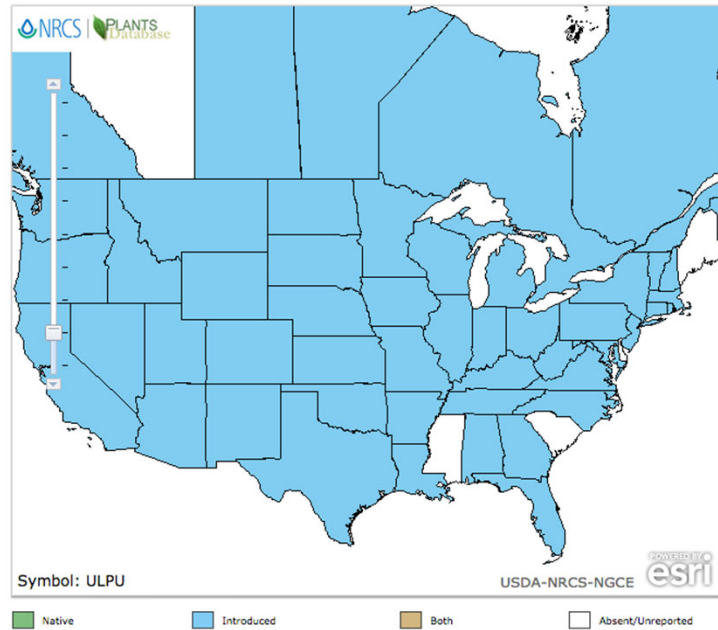 NRCS | PLANTS
Database
Symbol: ULPU
USDA-NRCS-NGCE
POWERED BY
esri
Native
Introduced
Both
Absent/Unreported